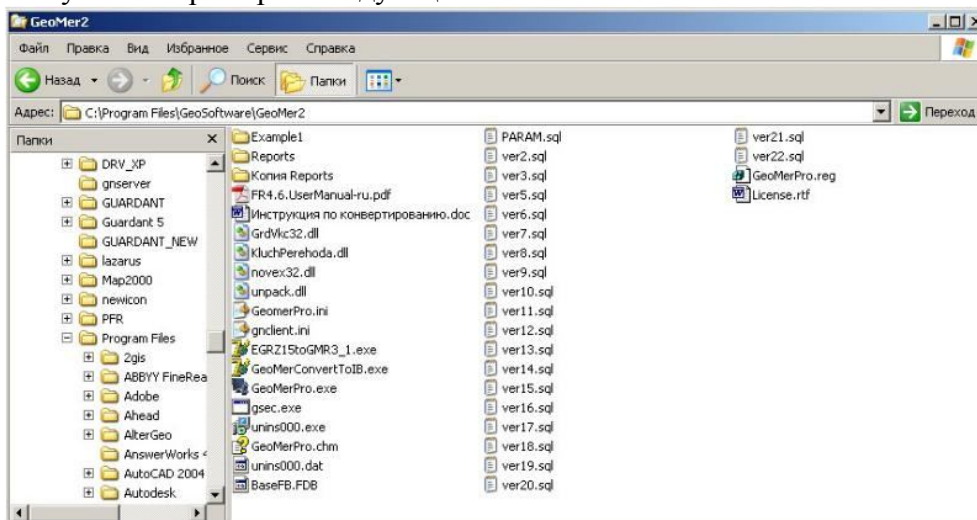 GeoMer2
Файл Правка Вид Избранное Сервис Справка
Назад Поиск Папки
Адрес: C:\Program Files\GeoSoftware\GeoMer2 Переход
Папки
DRV_XP
gnserver
GUARDANT
Guardant 5
GUARDANT_NEW
lazarus
Map2000
newicon
PFR
Program Files
2gis
ABBYY FineRea
Adobe
Ahead
AlterGeo
AnswerWorks
AutoCAD 2004
Autodesk
Example1
Reports
Копия Reports
FR4.6.UserManual-ru.pdf
Инструкция по конвертированию.doc
GrdVkc32.dll
KluchPerehoda.dll
novex32.dll
unpack.dll
GeomerPro.ini
gnclient.ini
EGRZ15toGMR3_1.exe
GeoMerConvertToIB.exe
GeoMerPro.exe
gsec.exe
unins000.exe
GeoMerPro.chm
unins000.dat
BaseFB.FDB
PARAM.sql
ver2.sql
ver3.sql
ver5.sql
ver6.sql
ver7.sql
ver8.sql
ver9.sql
ver10.sql
ver11.sql
ver12.sql
ver13.sql
ver14.sql
ver15.sql
ver16.sql
ver17.sql
ver18.sql
ver19.sql
ver20.sql
ver21.sql
ver22.sql
GeoMerPro.reg
License.rtf